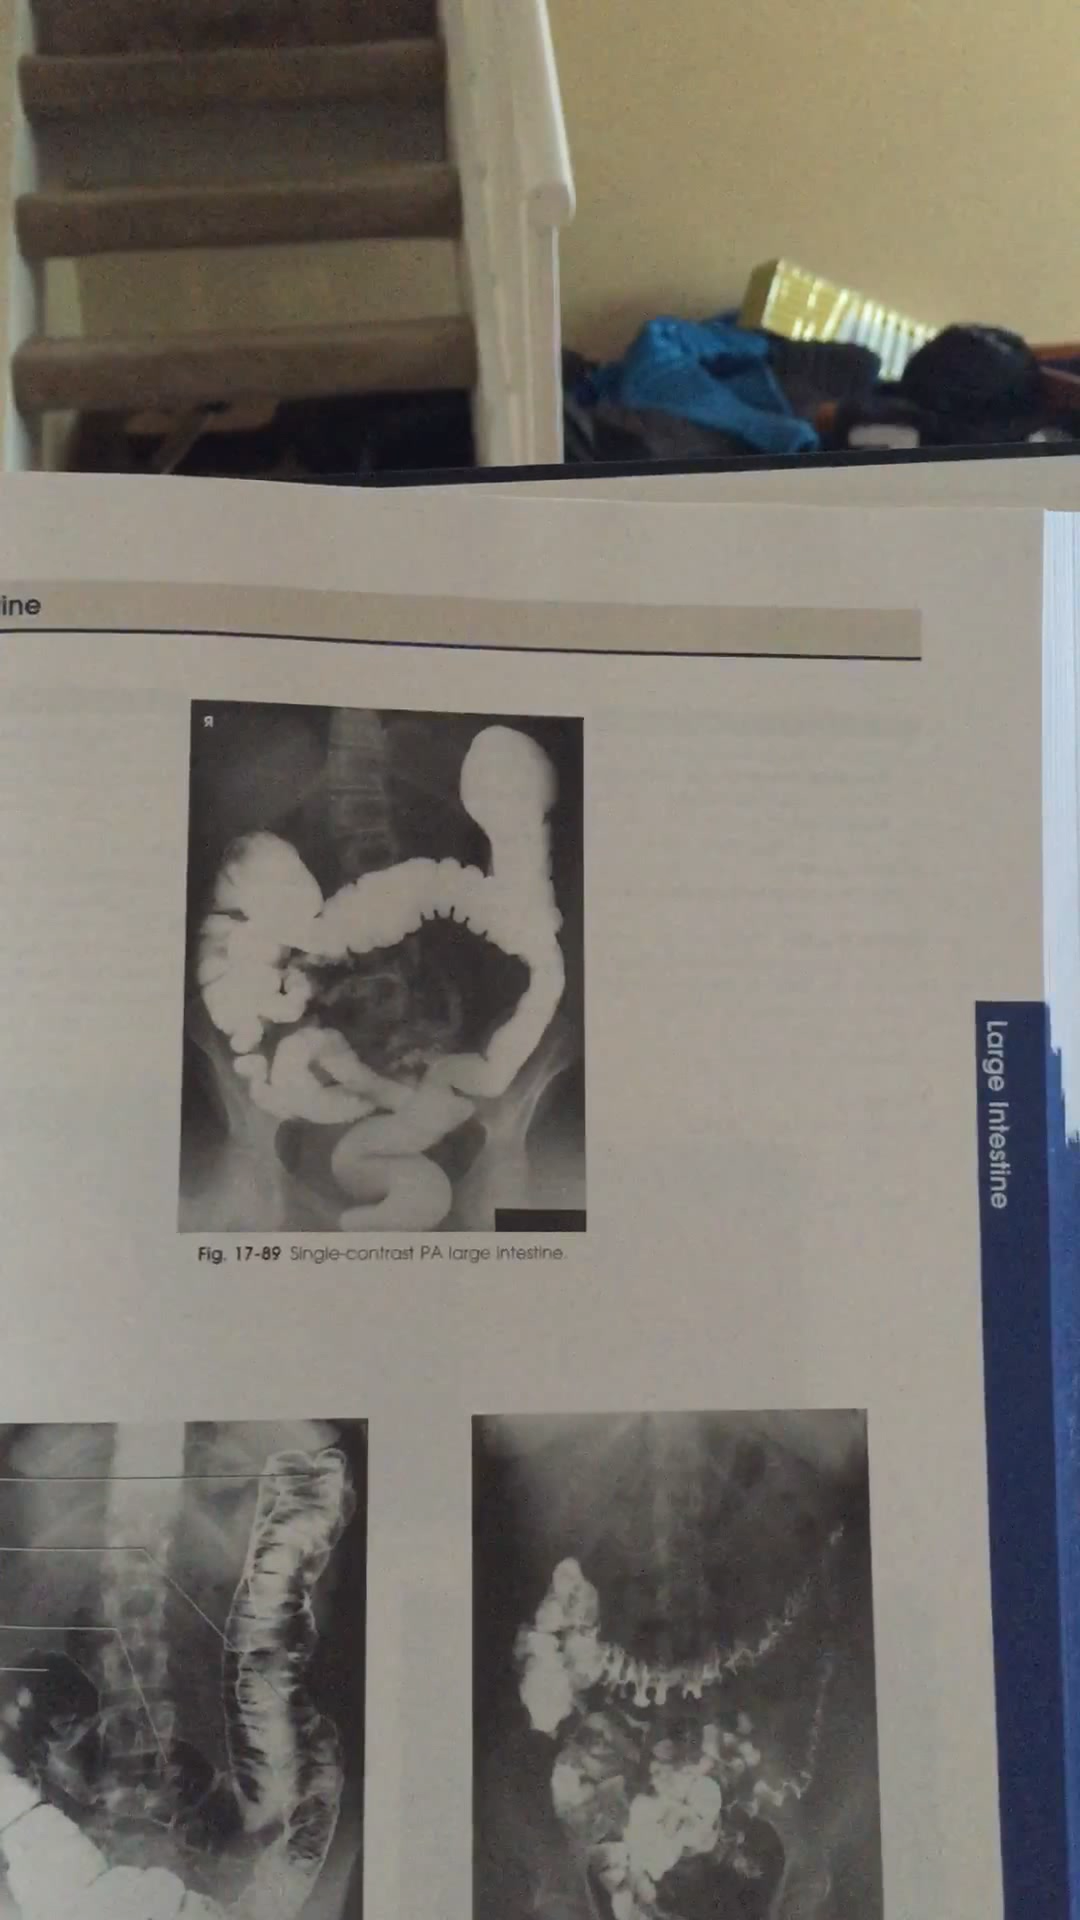 ine
R
Fig. 17-89 Single-contrast PA large intestine.
Large Intestine